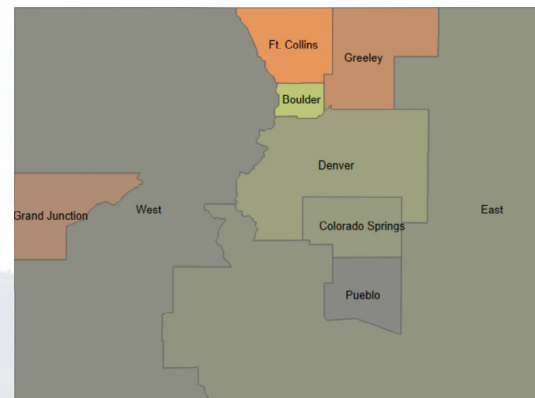 Ft. Collins
Greeley
Boulder
Denver
Grand Junction
West
East
Colorado Springs
Pueblo